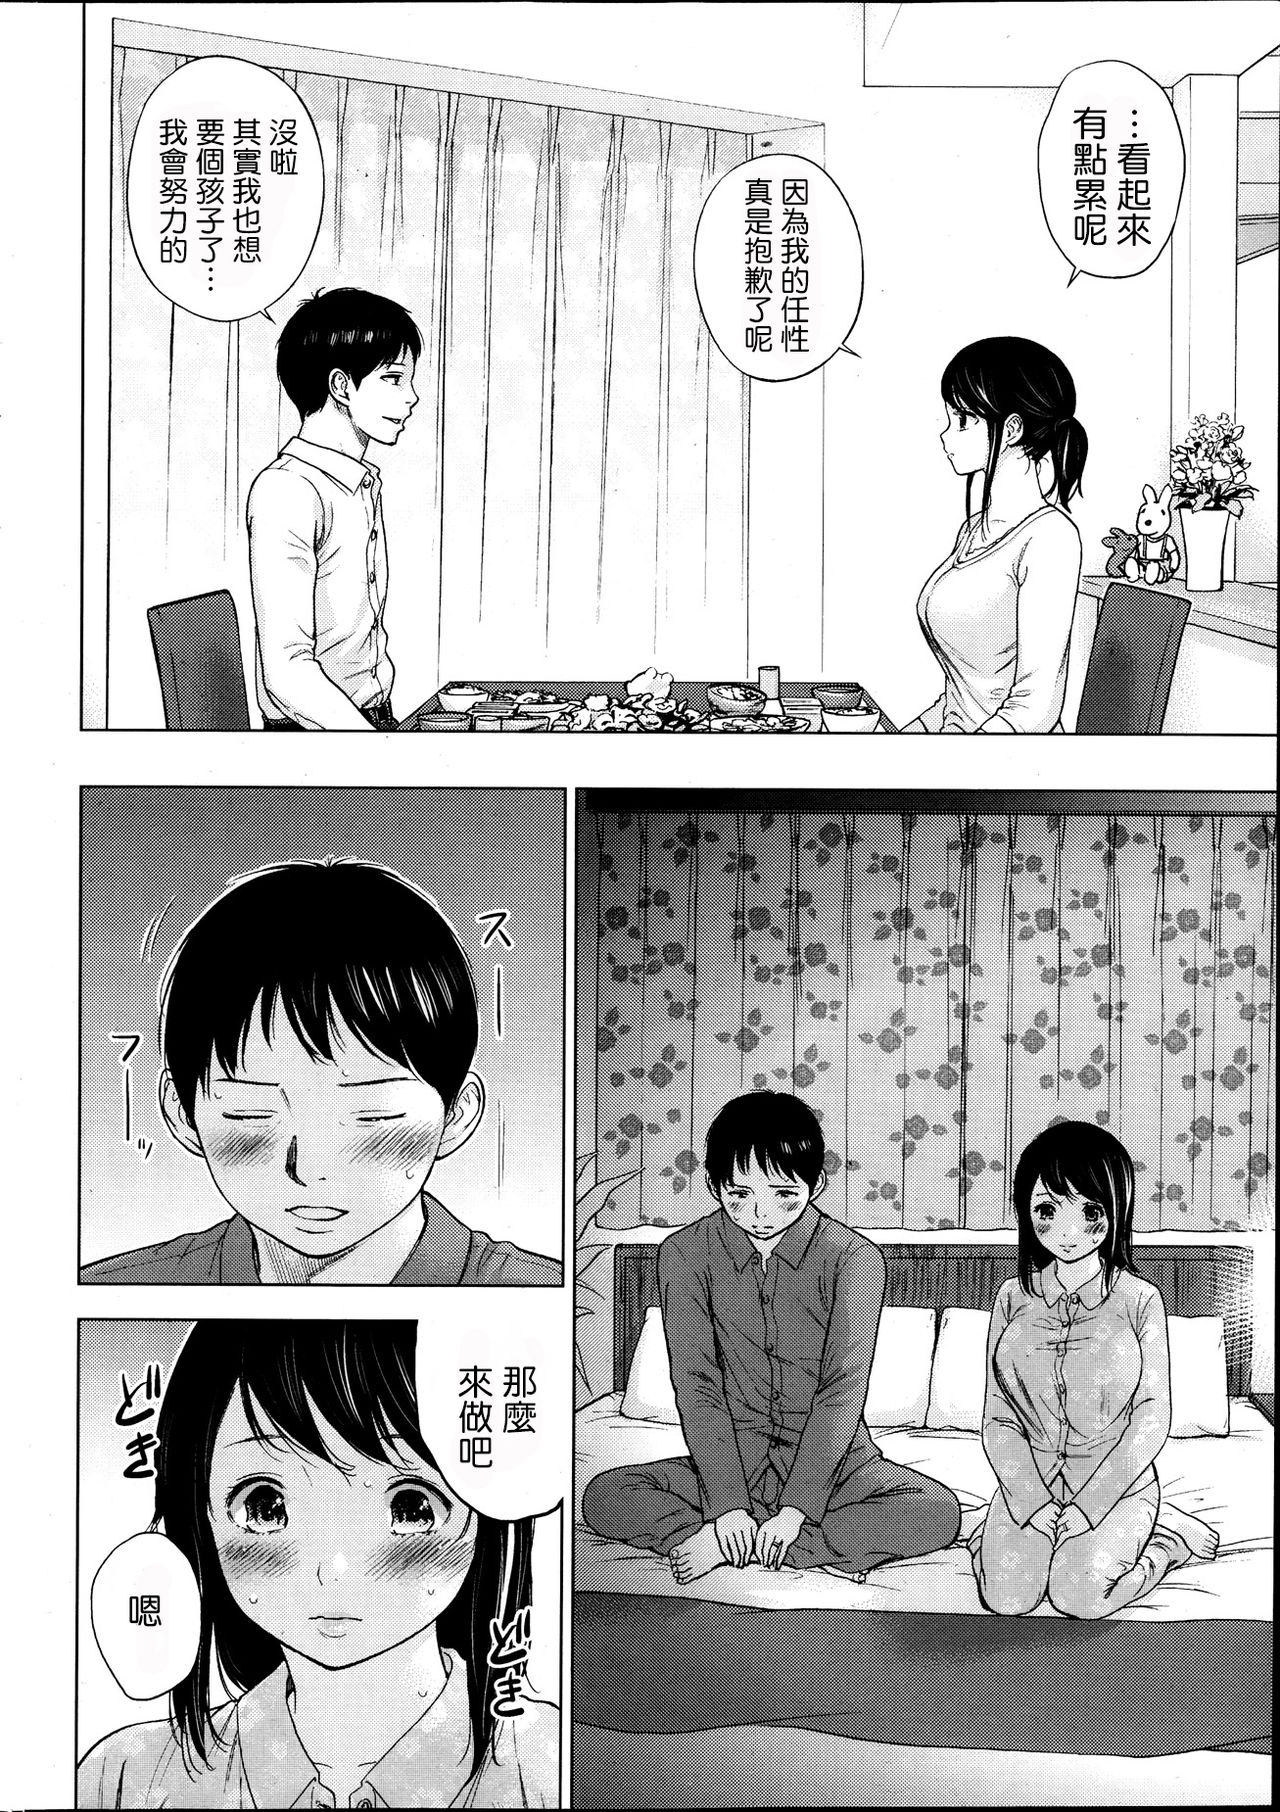 …看起來
有點累呢
因為我的任性
真是抱歉了呢
沒啦
其實我也想
要個孩子了…
我會努力的
スー
フーッ
那麼
來做吧
どき
嗯
どき